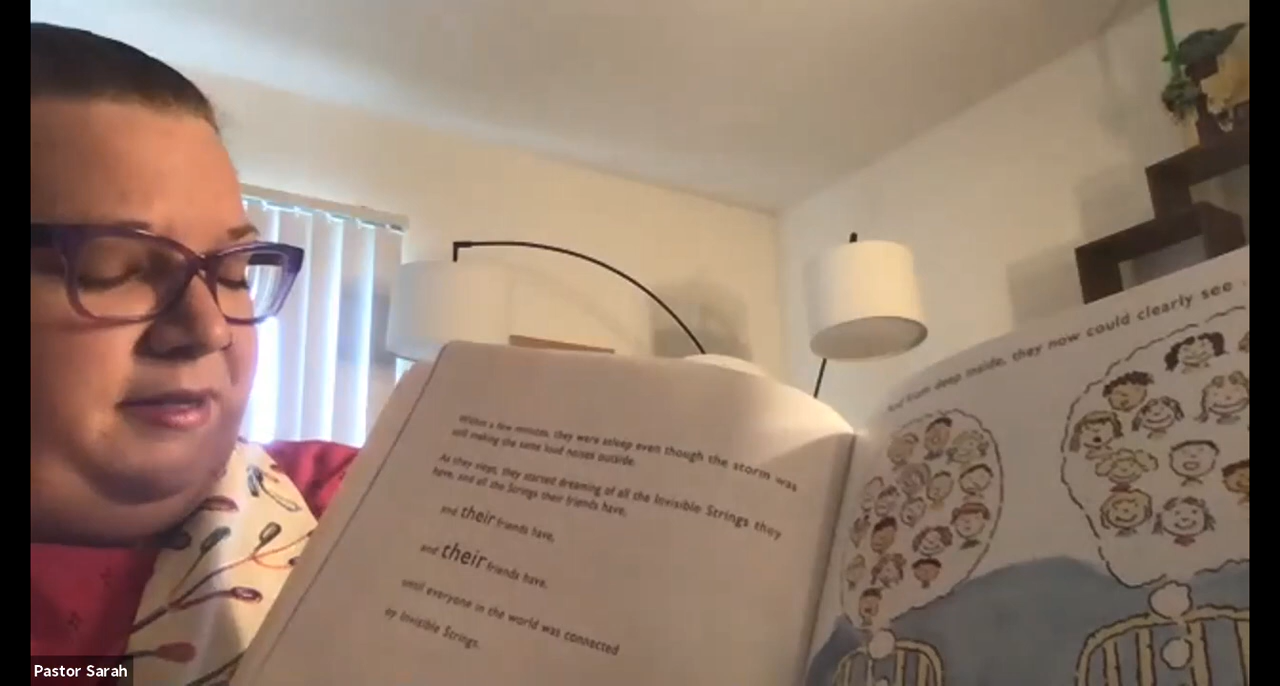 Within a few minutes, they were asleep even though the storm was
still making the same loud noises outside.
As they slept, they started dreaming of all the Invisible Strings they
have, and all the Strings their friends have,
and their friends have,
and their friends have,
until everyone in the world was connected
by Invisible Strings.
And from deep inside, they now could clearly see
Pastor Sarah